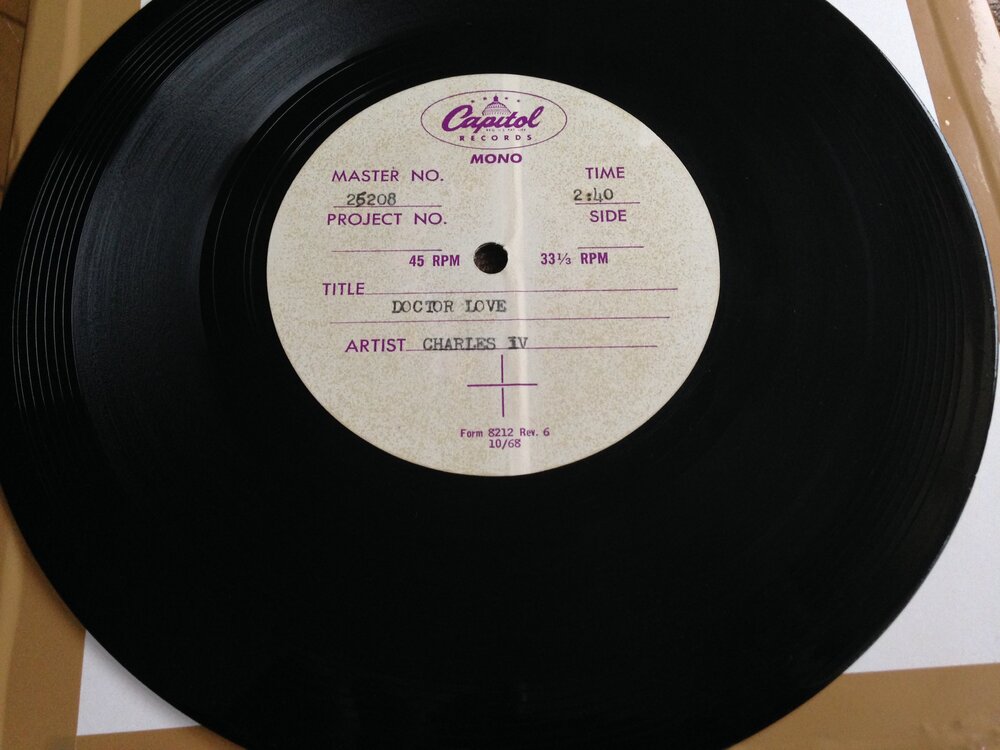 Capitol
RECORDS
MONO
MASTER NO. TIME
25208 2:40
PROJECT NO. SIDE
45 RPM 33⅓ RPM
TITLE
DOCTOR LOVE
ARTIST CHARLES IV
Form 8212 Rev. 6
10/68